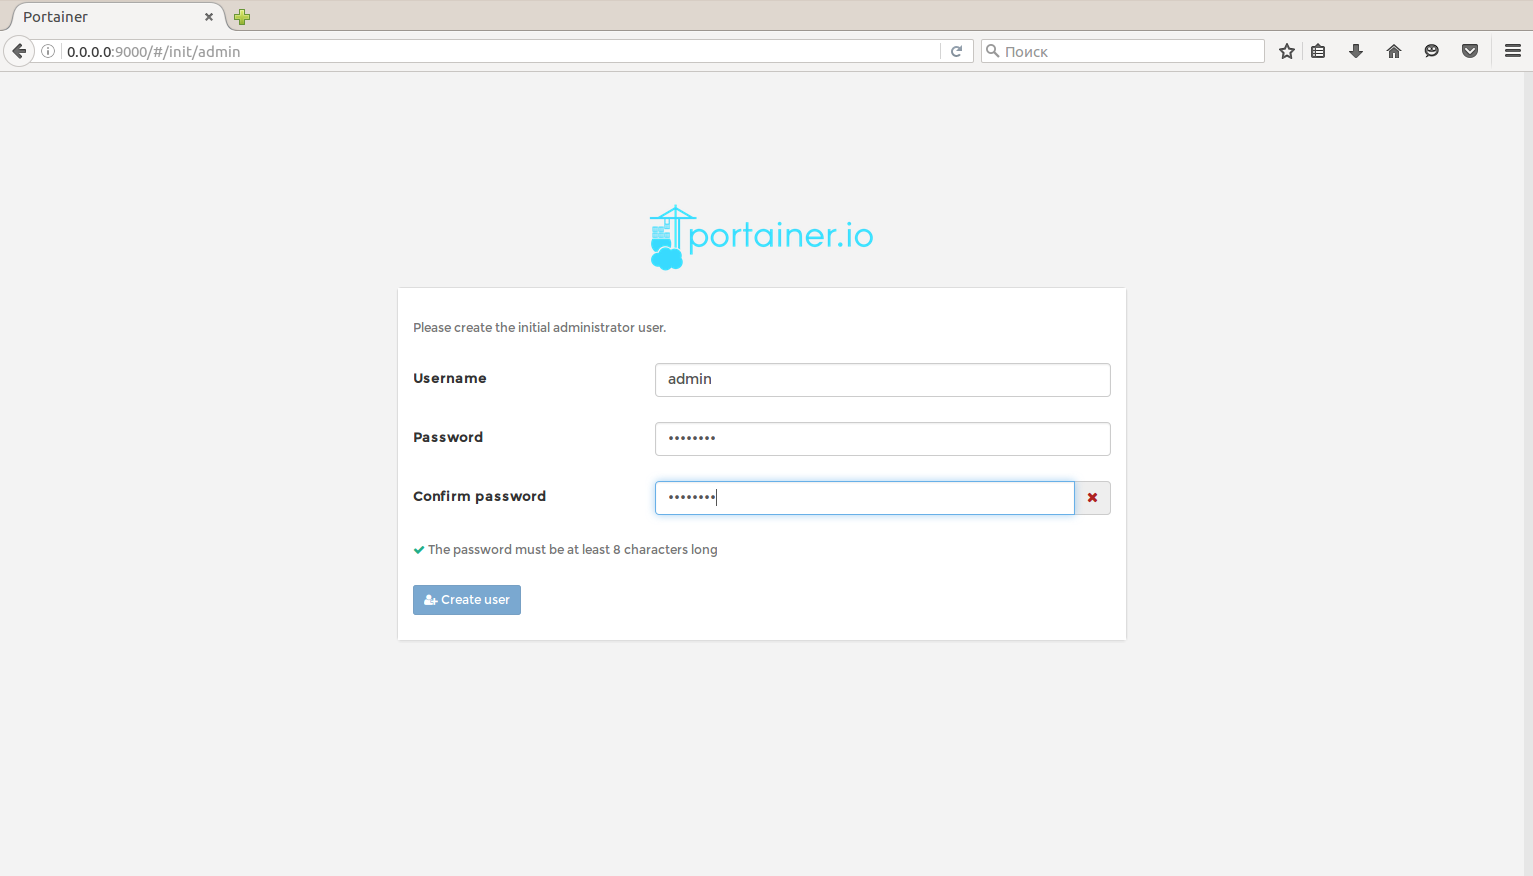 Portainer
0.0.0.0:9000/#/init/admin
Поиск
portainer.io
Please create the initial administrator user.
Username
admin
Password
••••••••
Confirm password
••••••••
The password must be at least 8 characters long
Create user